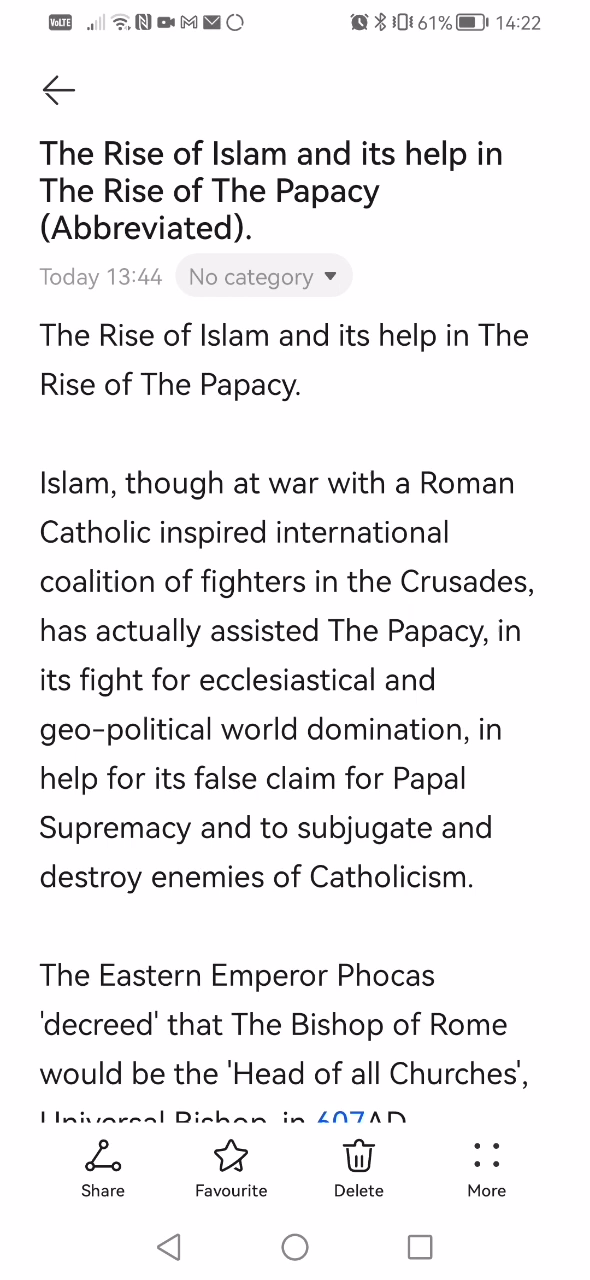 VoLTE 61% 14:22
The Rise of Islam and its help in
The Rise of The Papacy
(Abbreviated).
Today 13:44 No category
The Rise of Islam and its help in The
Rise of The Papacy.
Islam, though at war with a Roman
Catholic inspired international
coalition of fighters in the Crusades,
has actually assisted The Papacy, in
its fight for ecclesiastical and
geo-political world domination, in
help for its false claim for Papal
Supremacy and to subjugate and
destroy enemies of Catholicism.
The Eastern Emperor Phocas
'decreed' that The Bishop of Rome
would be the 'Head of all Churches',
Universal Bishop, in 607AD
Share Favourite Delete More